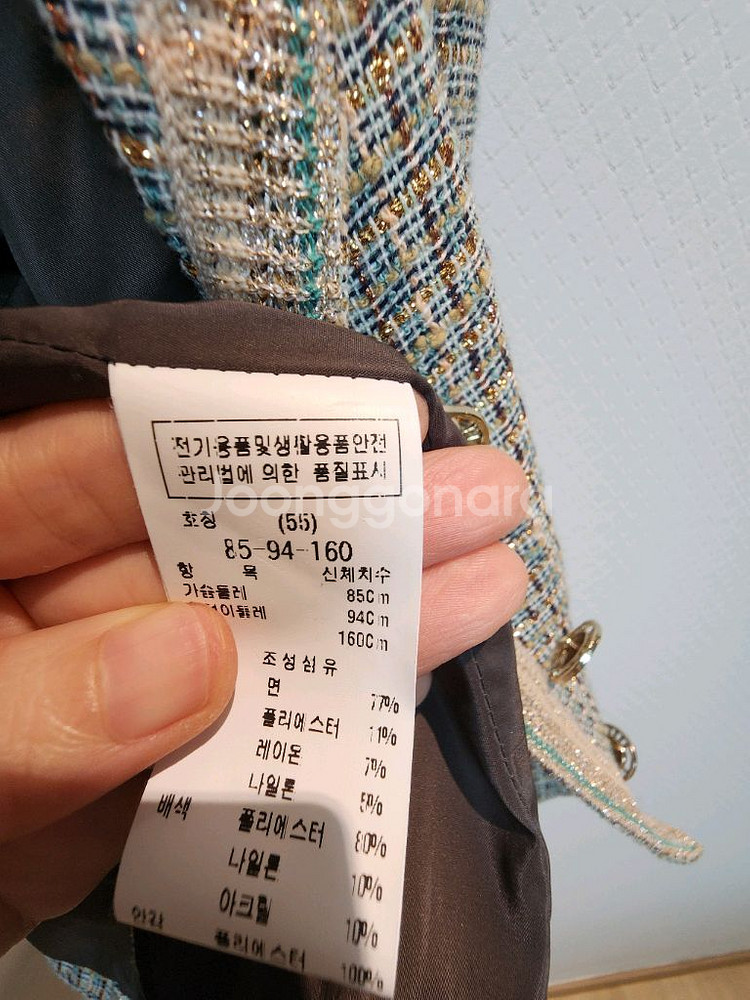 전기용품및생활용품안전
관리법에 의한 품질표시
Joonggonara
호칭 (55)
85-94-160
항 목 신체치수
가슴둘레 85Cm
94Cm
160Cm
조성섬유
면 77%
폴리에스터 11%
레이온 7%
나일론 5%
배색 폴리에스터 80%
나일론 10%
아크릴 10%
안감 폴리에스터 100%